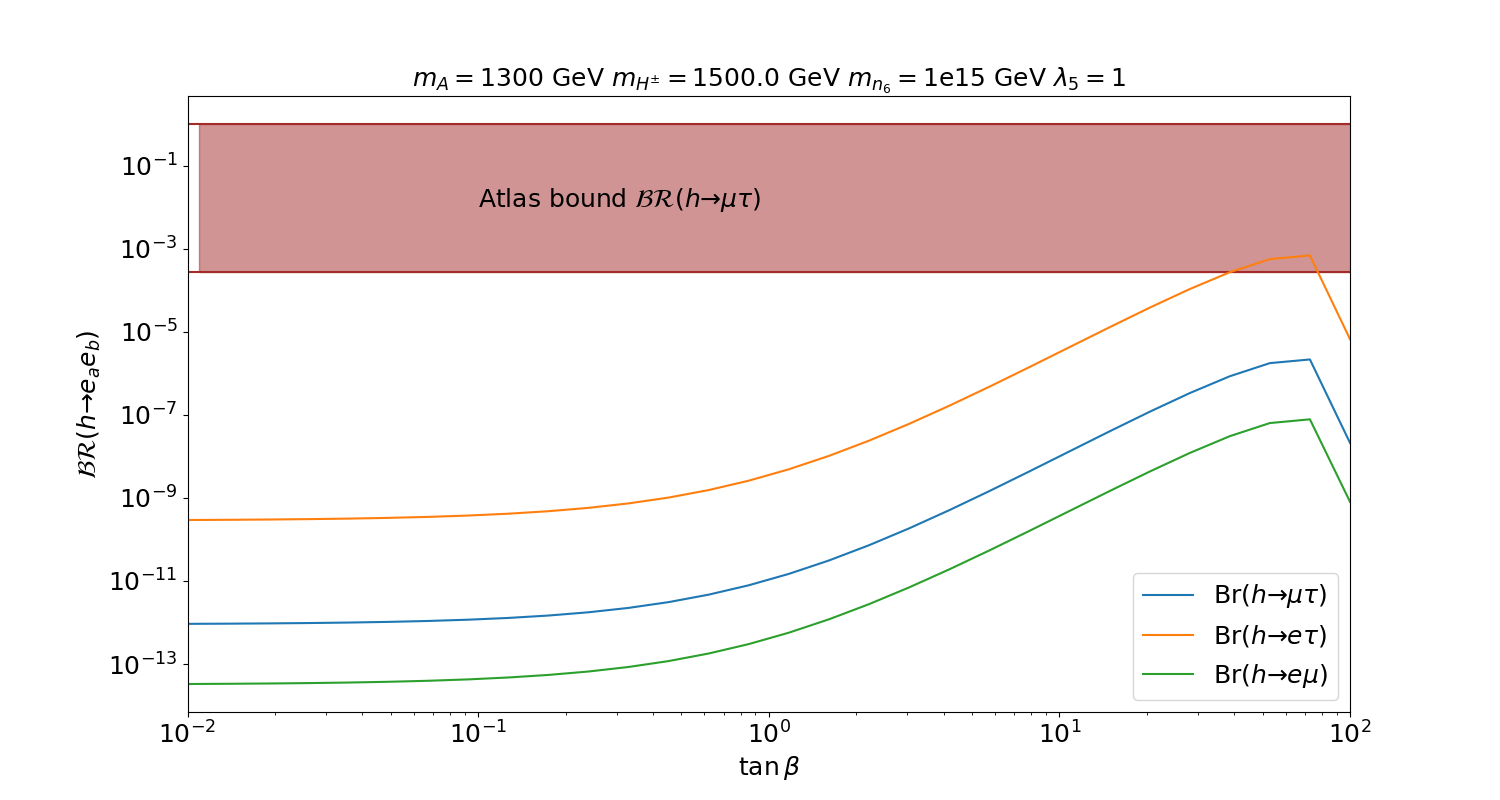 m_A = 1300 GeV m_{H^±} = 1500.0 GeV m_{n_6} = 1e15 GeV λ_5 = 1
10^{-1}
Atlas bound ℬℛ(h→μτ)
10^{-3}
10^{-5}
ℬℛ(h→e_a e_b)
10^{-7}
10^{-9}
10^{-11}
10^{-13}
Br(h→μτ)
Br(h→eτ)
Br(h→eμ)
10^{-2} 10^{-1} 10^{0} 10^{1} 10^{2}
tan β